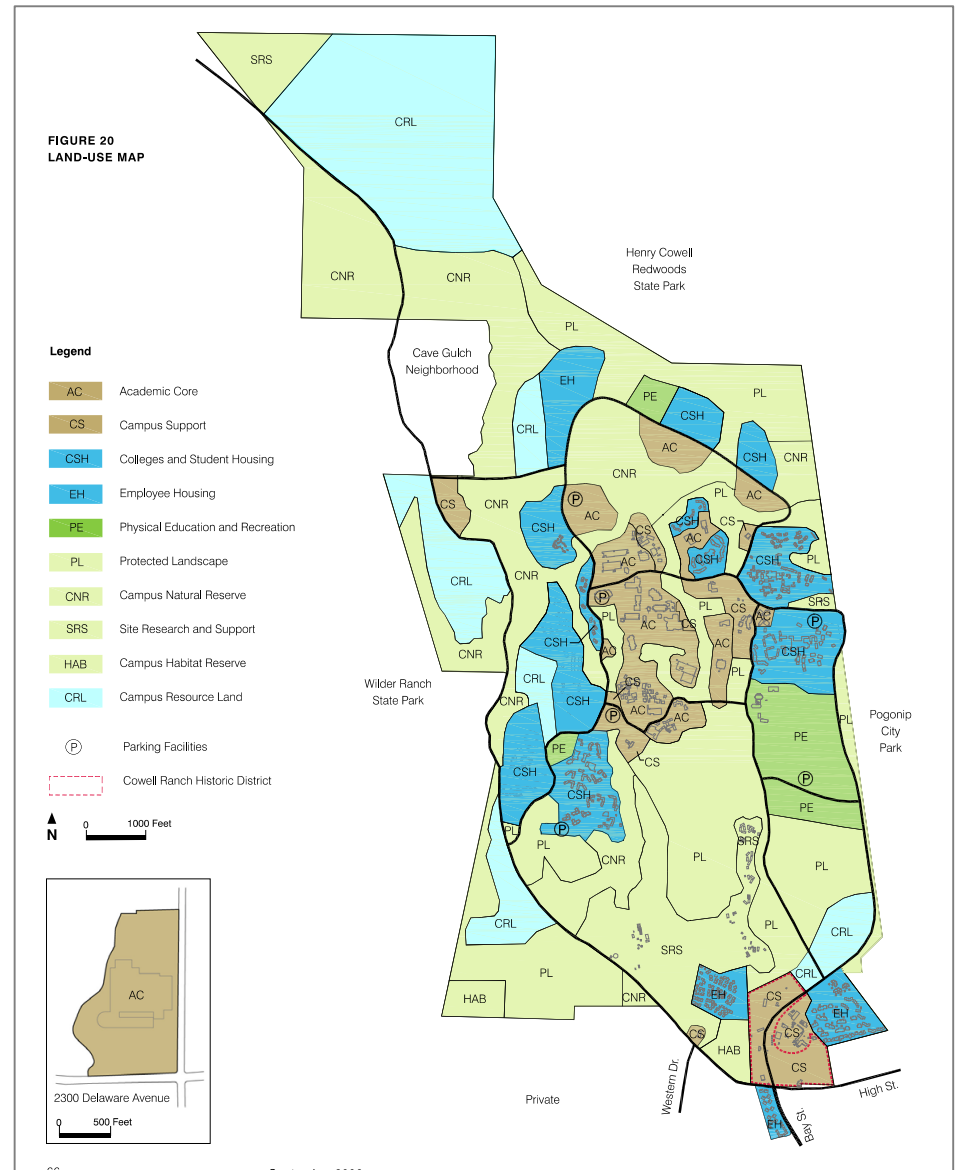 FIGURE 20
LAND-USE MAP
SRS
CRL
CNR
CNR
Henry Cowell
Redwoods
State Park
PL
Cave Gulch
Neighborhood
EH
PE
CSH
PL
CRL
AC
CSH
CNR
CNR
PL
AC
CS
CNR
P
AC
CSH
CS
CSH
AC
CS
CSH
PL
AC
CSH
CRL
CNR
P
PL
AC
CS
PL
CS
AC
SRS
P
CSH
AC
AC
CSH
PL
CNR
CRL
CNR
CS
AC
P
AC
CS
Wilder Ranch
State Park
PL
Pogonip
City
Park
PE
P
PE
CSH
PE
CSH
P
PL
PL
CNR
PL
SRS
PL
PL
CRL
CRL
SRS
PL
CRL
HAB
CNR
EH
CS
EH
CS
CS
HAB
CS
EH
Western Dr.
Bay St.
High St.
Private
Legend
AC Academic Core
CS Campus Support
CSH Colleges and Student Housing
EH Employee Housing
PE Physical Education and Recreation
PL Protected Landscape
CNR Campus Natural Reserve
SRS Site Research and Support
HAB Campus Habitat Reserve
CRL Campus Resource Land
P Parking Facilities
Cowell Ranch Historic District
N
0 1000 Feet
AC
2300 Delaware Avenue
0 500 Feet